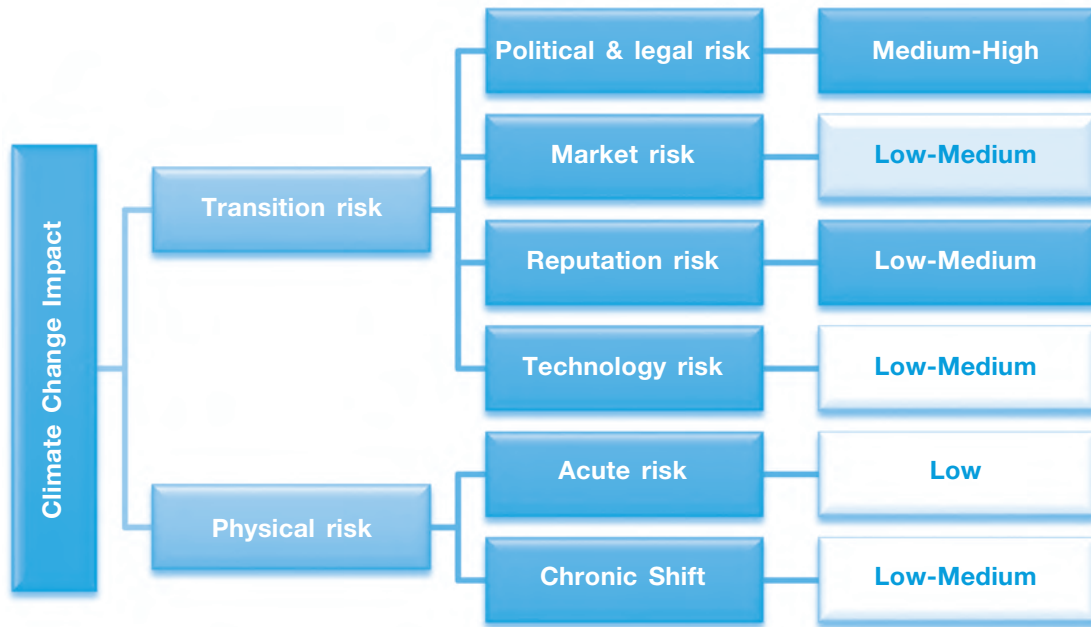 Climate Change Impact
Transition risk
Political & legal risk
Medium-High
Market risk
Low-Medium
Reputation risk
Low-Medium
Technology risk
Low-Medium
Physical risk
Acute risk
Low
Chronic Shift
Low-Medium